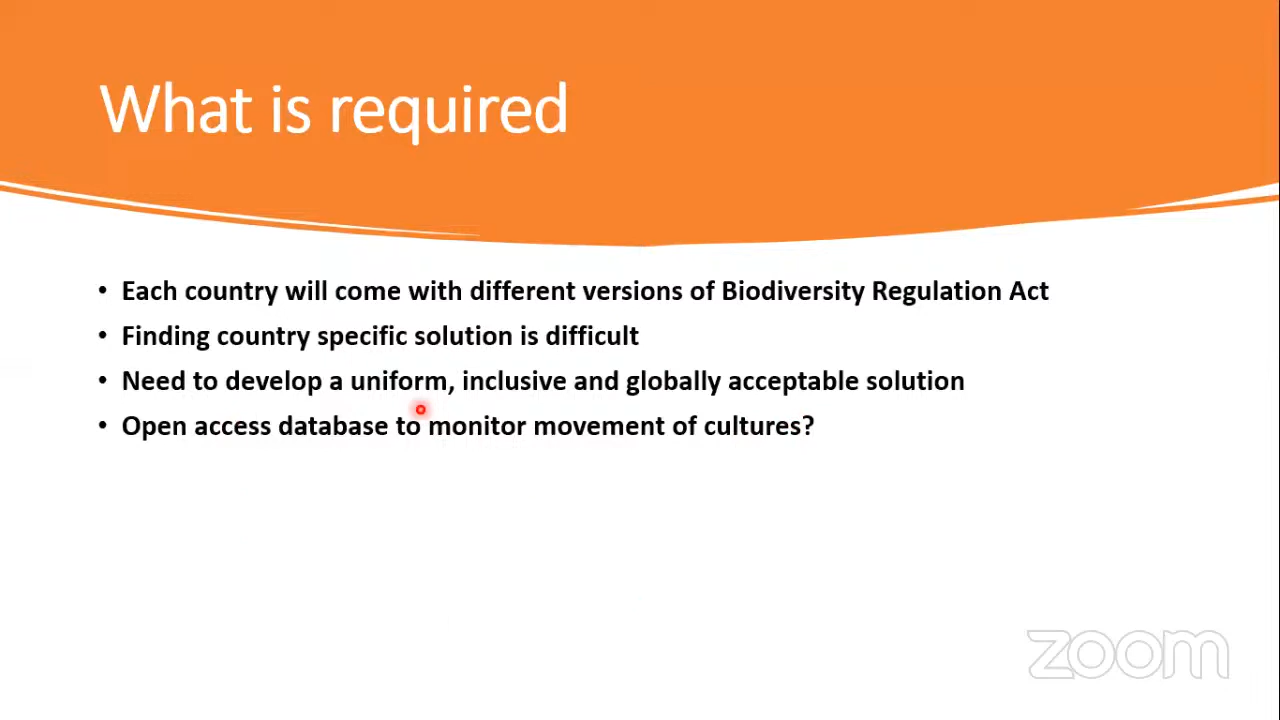 What is required
• Each country will come with different versions of Biodiversity Regulation Act
• Finding country specific solution is difficult
• Need to develop a uniform, inclusive and globally acceptable solution
• Open access database to monitor movement of cultures?
zoom